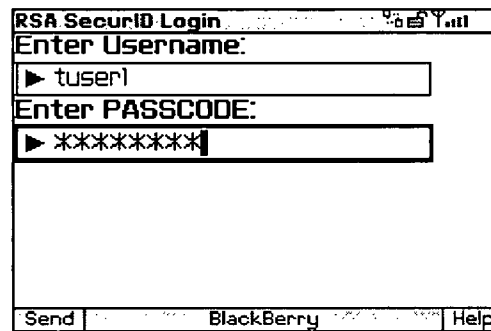 RSA SecurID Login
Enter Username:
tuser1
Enter PASSCODE:
********
Send BlackBerry Help